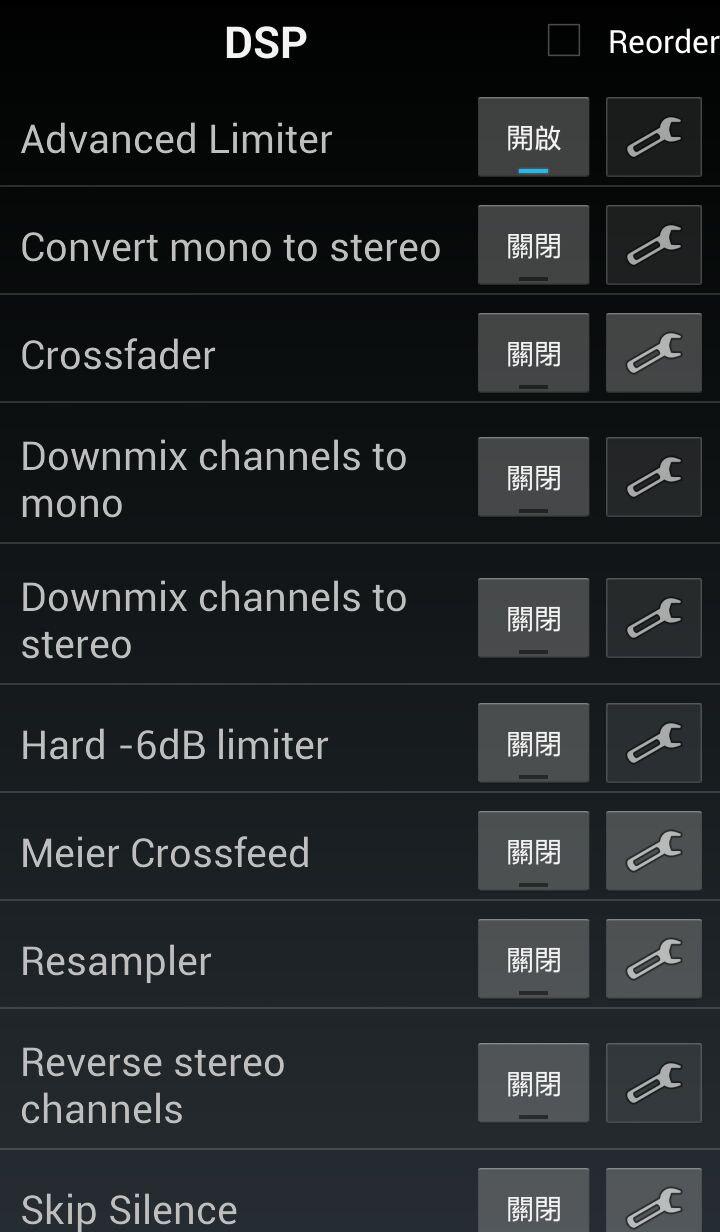 DSP
Reorder
Advanced Limiter 開啟
Convert mono to stereo 關閉
Crossfader 關閉
Downmix channels to
mono
關閉
Downmix channels to
stereo
關閉
Hard -6dB limiter 關閉
Meier Crossfeed 關閉
Resampler 關閉
Reverse stereo
channels
關閉
Skip Silence 關閉